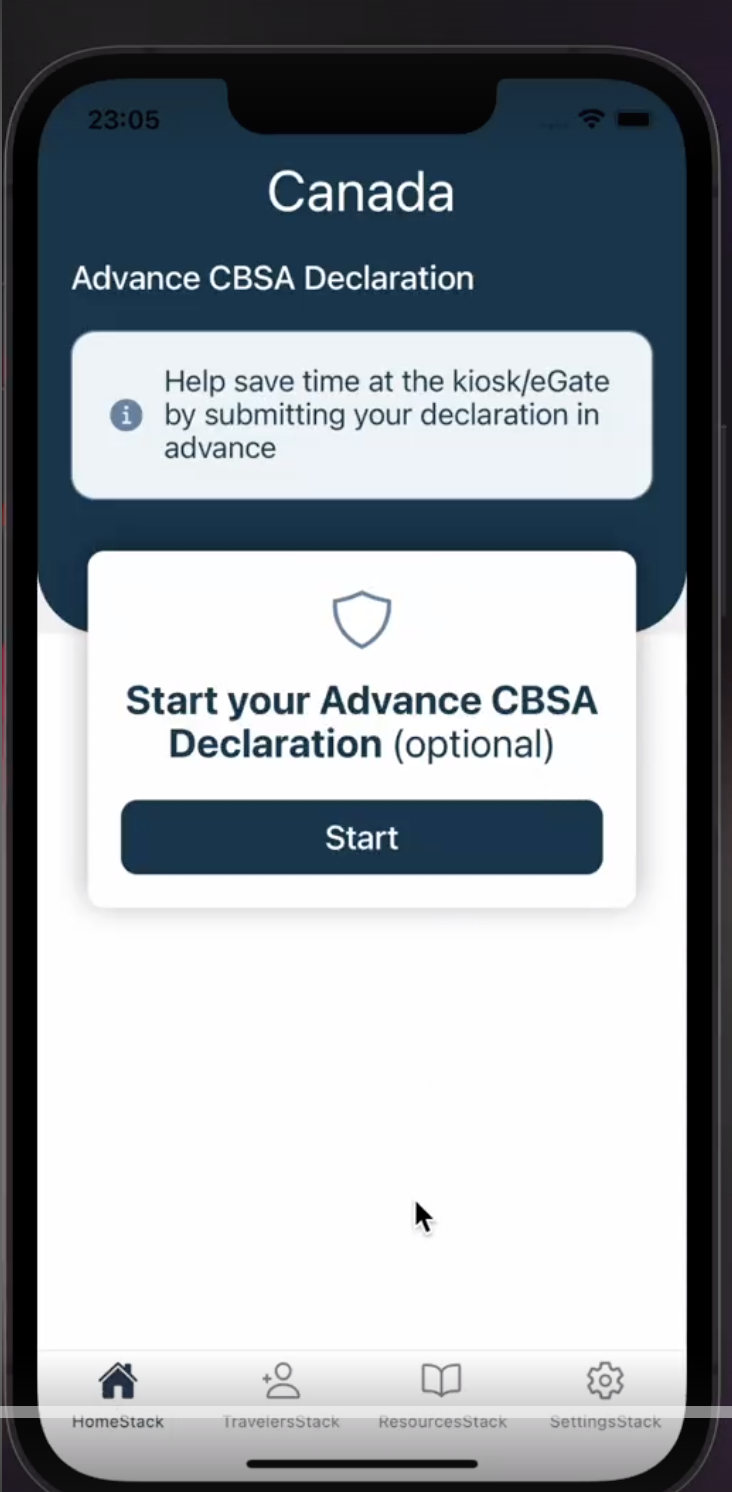 23:05
Canada
Advance CBSA Declaration
Help save time at the kiosk/eGate
by submitting your declaration in
advance
Start your Advance CBSA
Declaration (optional)
Start
HomeStack TravelersStack ResourcesStack SettingsStack